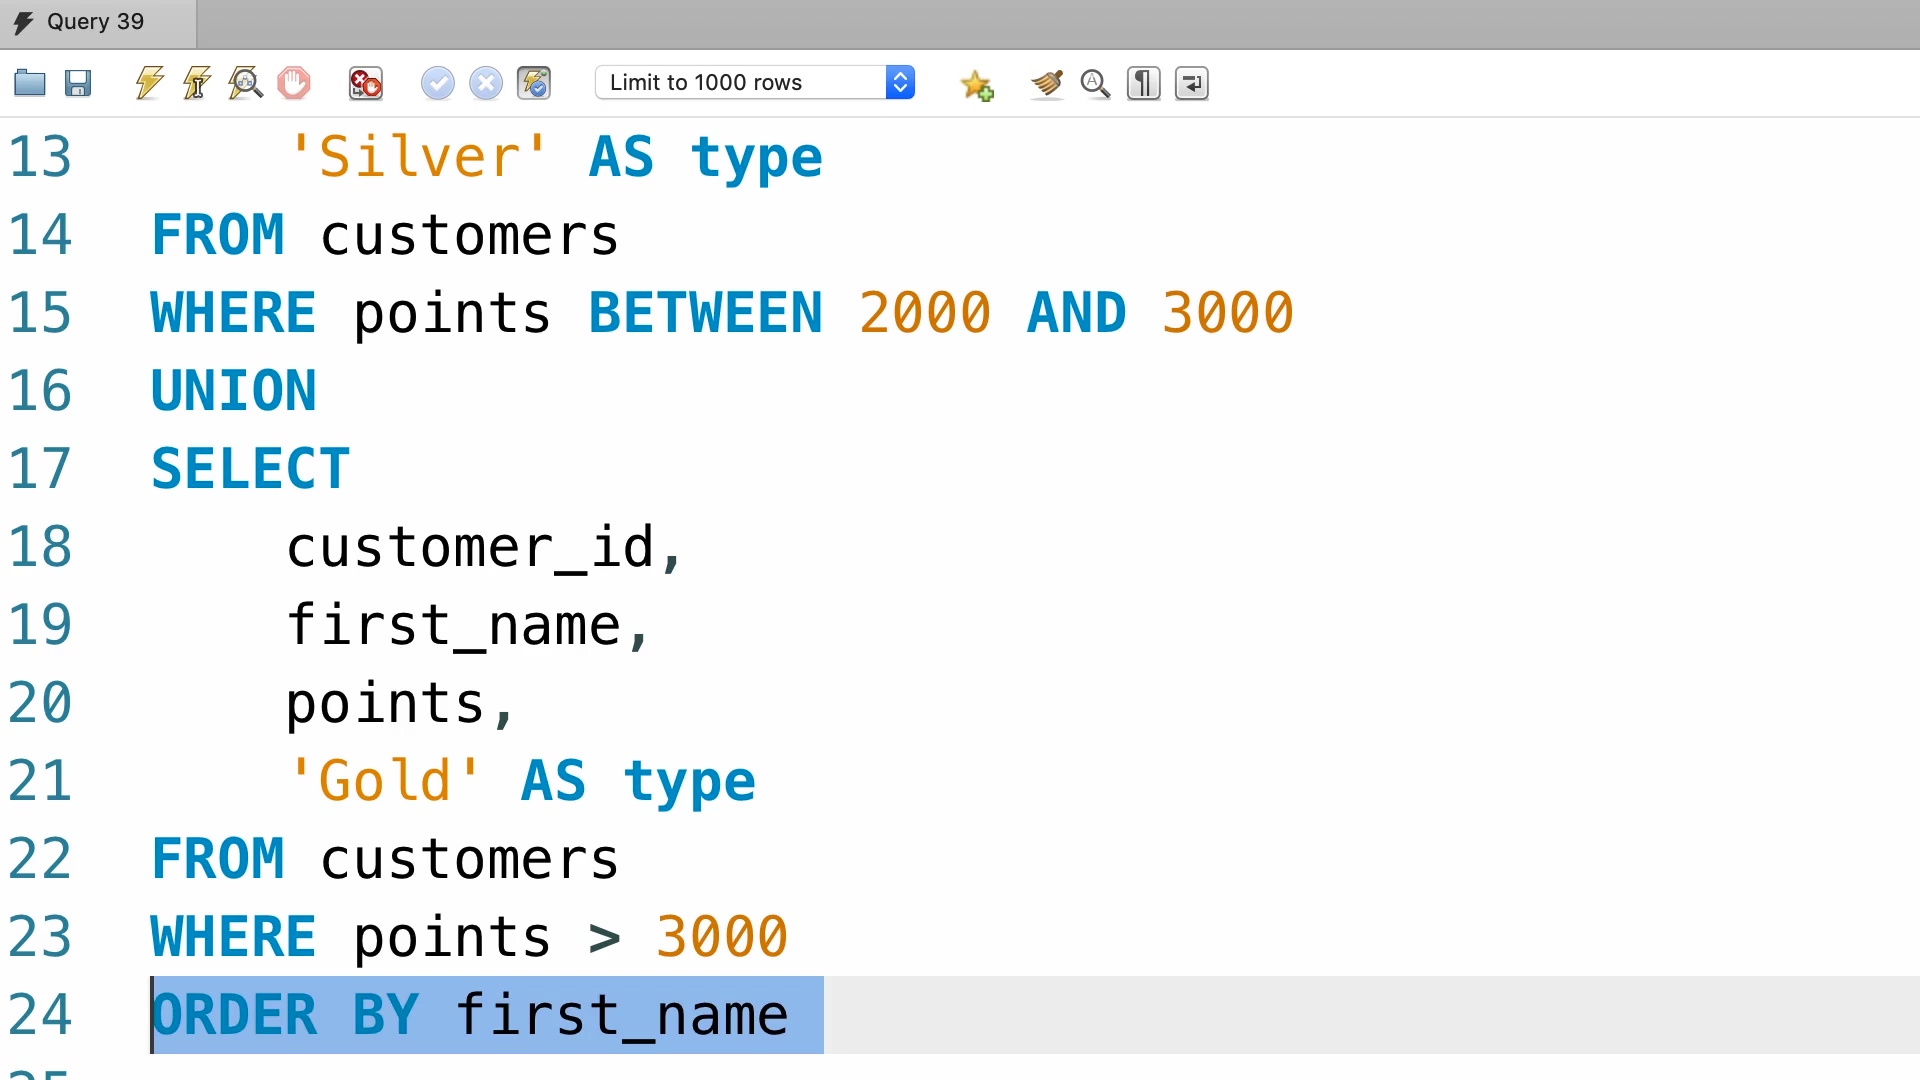 Query 39
Limit to 1000 rows
13 'Silver' AS type
14 FROM customers
15 WHERE points BETWEEN 2000 AND 3000
16 UNION
17 SELECT
18 customer_id,
19 first_name,
20 points,
21 'Gold' AS type
22 FROM customers
23 WHERE points > 3000
24 ORDER BY first_name